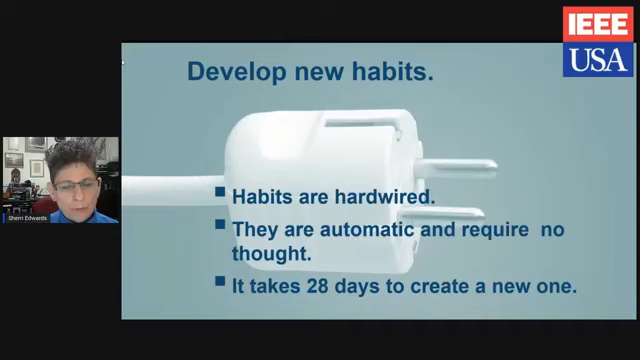 IEEE
USA
Develop new habits.
Habits are hardwired.
They are automatic and require no
thought.
It takes 28 days to create a new one.
Sherri Edwards